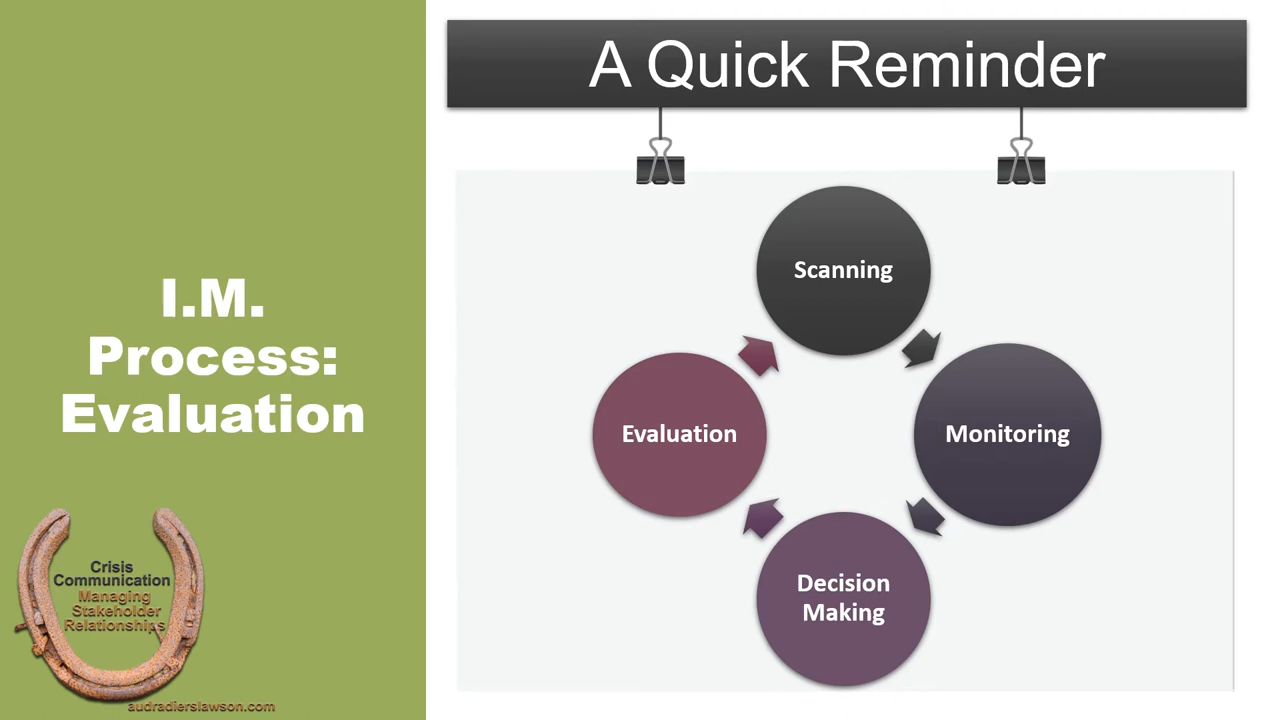 A Quick Reminder
I.M.
Process:
Evaluation
Scanning
Monitoring
Decision
Making
Evaluation
Crisis
Communication
Managing
Stakeholder
Relationships
audradierslawson.com